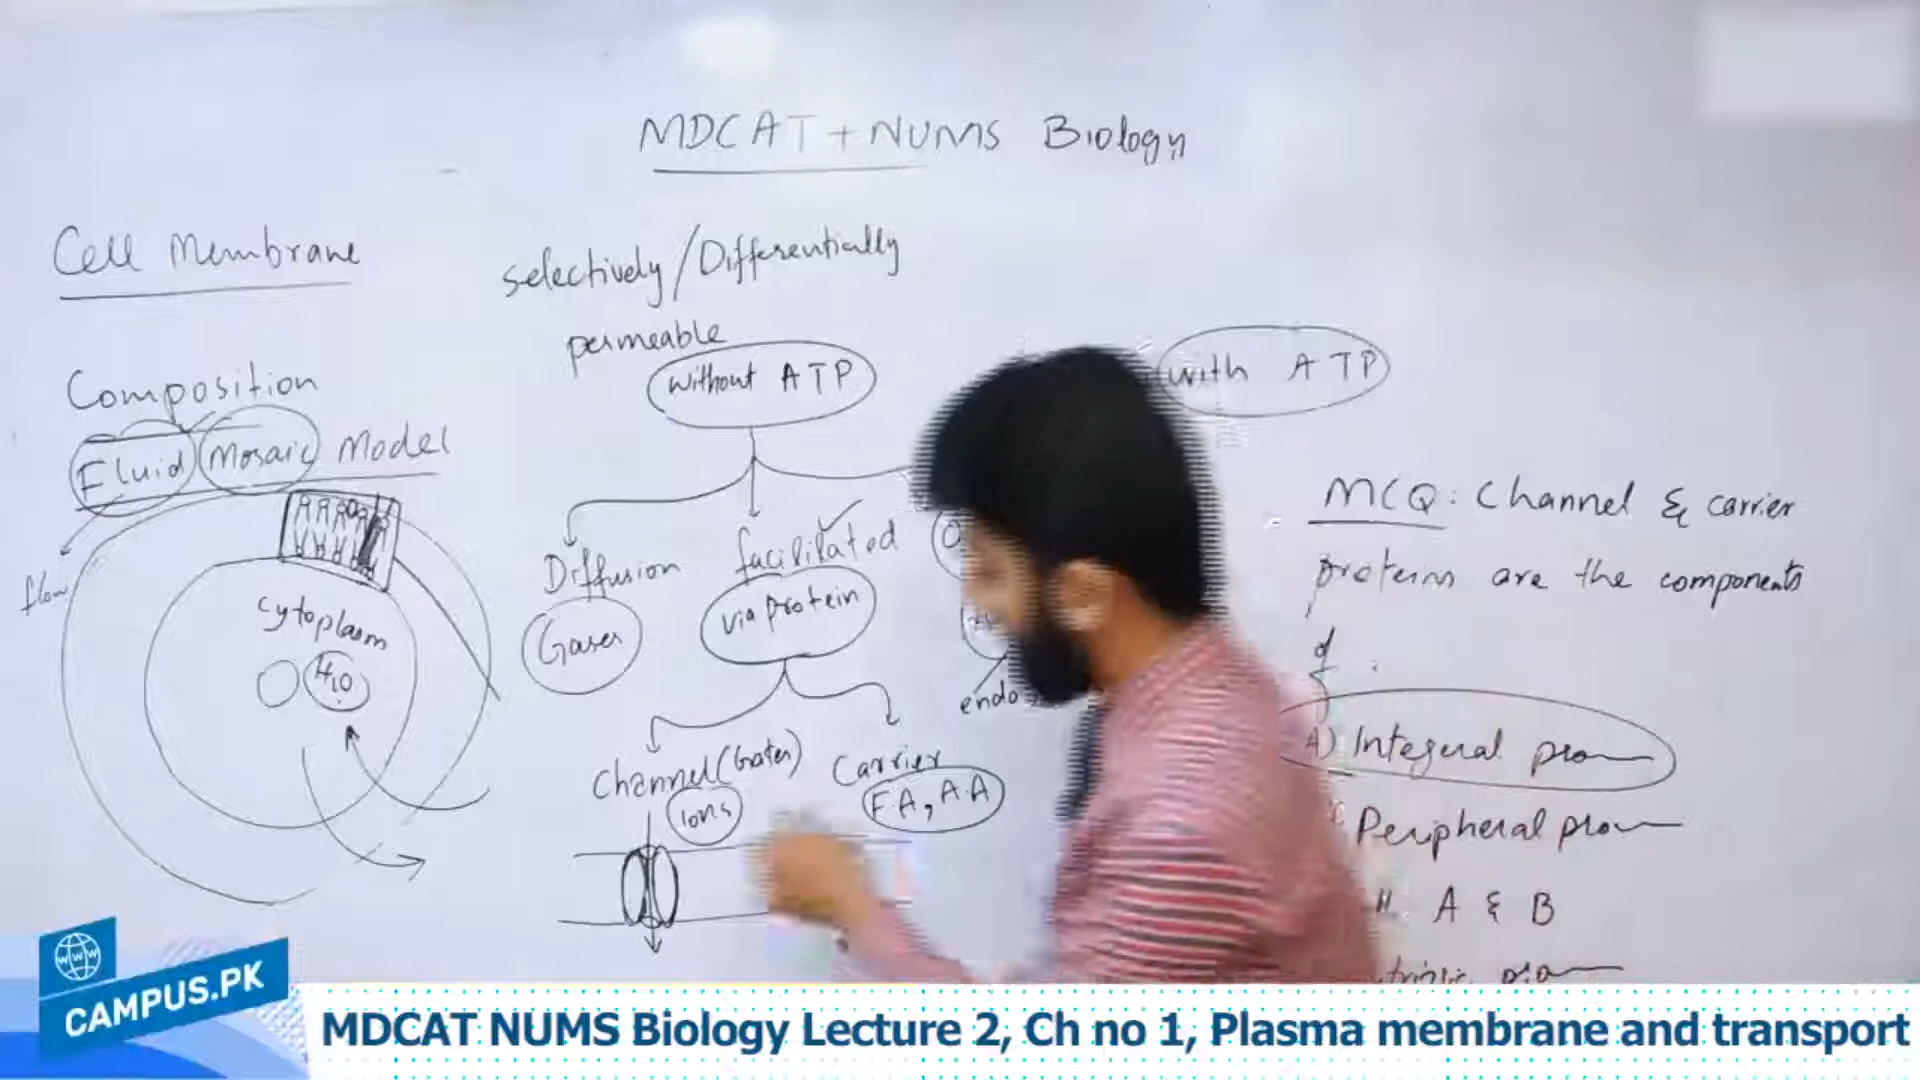 MDCAT + NUMS Biology
Cell Membrane
selectively/Differentially
permeable
Composition
Fluid Mosaic Model
flow
cytoplasm
H2O
without ATP
with ATP
Diffusion
facilitated
Gases
via protein
endo
Channel (Gates)
Carrier
ions
F.A, A.A
MCQ: Channel & carrier
proteins are the components
of :
A) Integral
Peripheral
A & B
WWW
CAMPUS.PK
MDCAT NUMS Biology Lecture 2, Ch no 1, Plasma membrane and transport